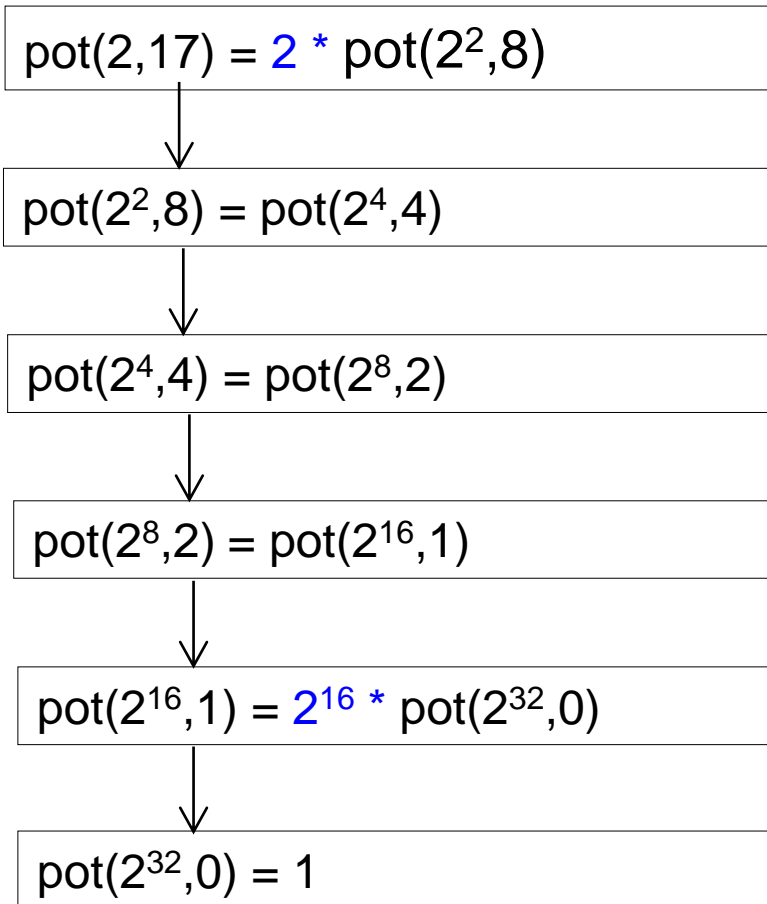 pot(2,17) = 2 * pot(2²,8)
pot(2²,8) = pot(2⁴,4)
pot(2⁴,4) = pot(2⁸,2)
pot(2⁸,2) = pot(2¹⁶,1)
pot(2¹⁶,1) = 2¹⁶ * pot(2³²,0)
pot(2³²,0) = 1